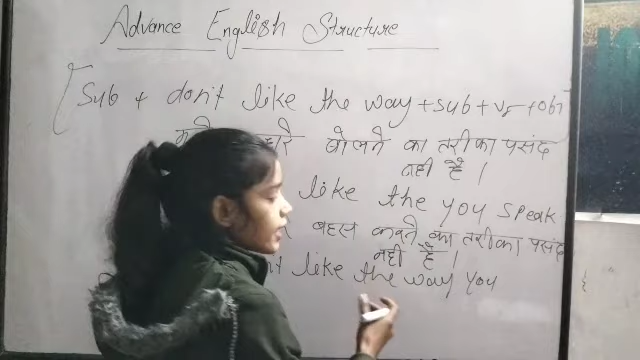 Advance English Structure
Sub + don't like the way + sub + v₁ + obj
बोलने का तरीका पसंद
नही है ।
like the you speak
बहस करने का तरीका पसंद
नही है ।
like the way you